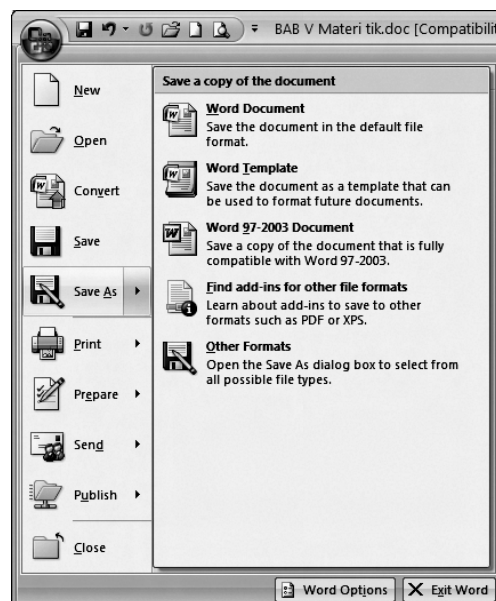 BAB V Materi tik.doc [Compatibilit
New
Open
Convert
Save
Save As
Print
Prepare
Send
Publish
Close
Save a copy of the document
Word Document
Save the document in the default file
format.
Word Template
Save the document as a template that can
be used to format future documents.
Word 97-2003 Document
Save a copy of the document that is fully
compatible with Word 97-2003.
Find add-ins for other file formats
Learn about add-ins to save to other
formats such as PDF or XPS.
Other Formats
Open the Save As dialog box to select from
all possible file types.
Word Options
Exit Word